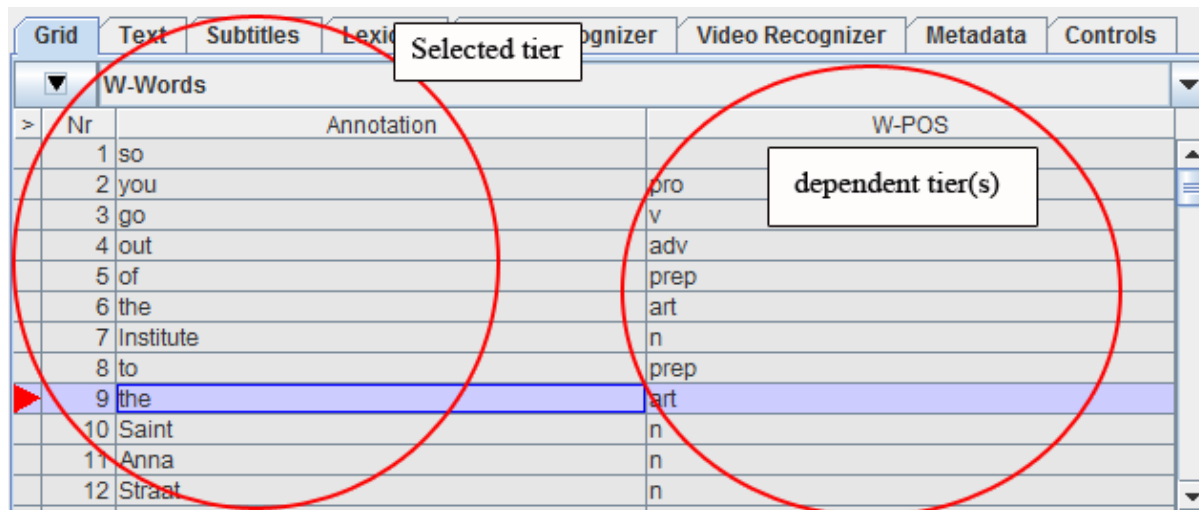 Grid Text Subtitles Lexic ognizer Video Recognizer Metadata Controls
Selected tier
W-Words
> Nr Annotation W-POS
1 so
2 you pro
3 go v
4 out adv
5 of prep
6 the art
7 Institute n
8 to prep
9 the art
10 Saint n
11 Anna n
12 Straat n
dependent tier(s)